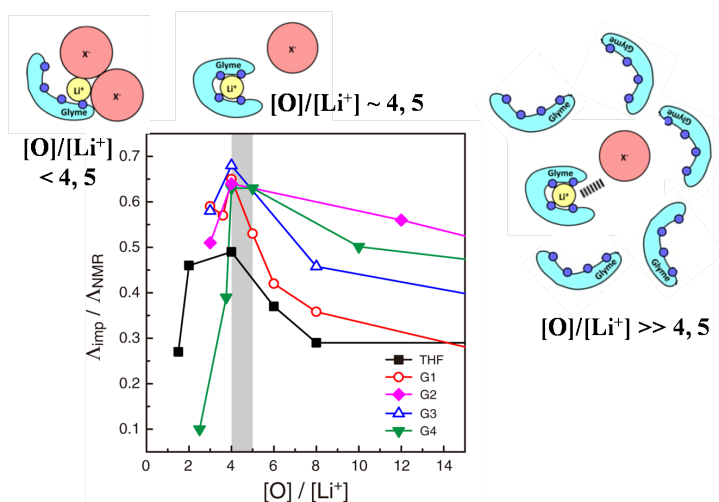 X⁻
Li⁺
X⁻
Glyme
[O]/[Li⁺]
< 4, 5
Glyme
Li⁺
X⁻
[O]/[Li⁺] ~ 4, 5
Glyme
Glyme
Glyme
Glyme
Li⁺
X⁻
Glyme
Glyme
[O]/[Li⁺] >> 4, 5
Λimp / ΛNMR
0.7
0.6
0.5
0.4
0.3
0.2
0.1
THF
G1
G2
G3
G4
0 2 4 6 8 10 12 14
[O] / [Li⁺]